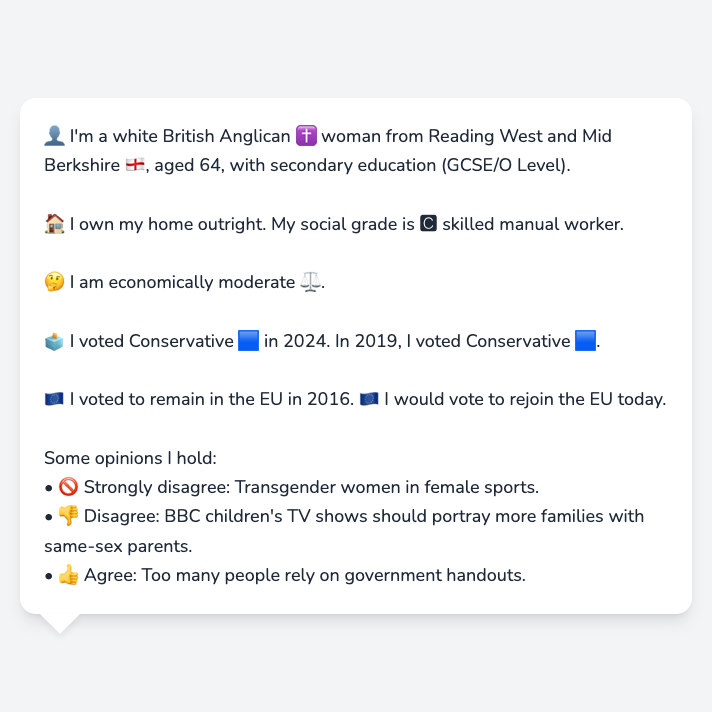 👤 I'm a white British Anglican ✝️ woman from Reading West and Mid
Berkshire 🏴󠁧󠁢󠁥󠁮󠁧󠁿, aged 64, with secondary education (GCSE/O Level).
🏠 I own my home outright. My social grade is 🅲 skilled manual worker.
🤔 I am economically moderate ⚖️.
🗳️ I voted Conservative 🟦 in 2024. In 2019, I voted Conservative 🟦.
🇪🇺 I voted to remain in the EU in 2016. 🇪🇺 I would vote to rejoin the EU today.
Some opinions I hold:
• 🚫 Strongly disagree: Transgender women in female sports.
• 👎 Disagree: BBC children's TV shows should portray more families with
same-sex parents.
• 👍 Agree: Too many people rely on government handouts.